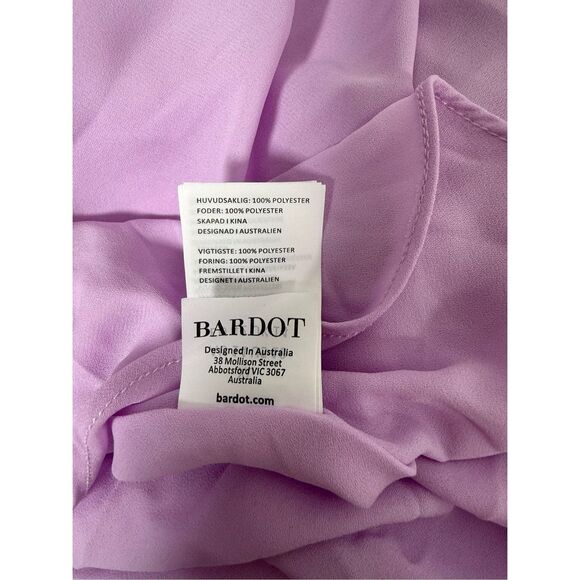 HUVUDSAKLIG: 100% POLYESTER
FODER: 100% POLYESTER
SKAPAD I KINA
DESIGNAD I AUSTRALIEN
VIGTIGSTE: 100% POLYESTER
FORING: 100% POLYESTER
FREMSTILLET I KINA
DESIGNET I AUSTRALIEN
BARDOT
Designed In Australia
38 Mollison Street
Abbotsford VIC 3067
Australia
bardot.com